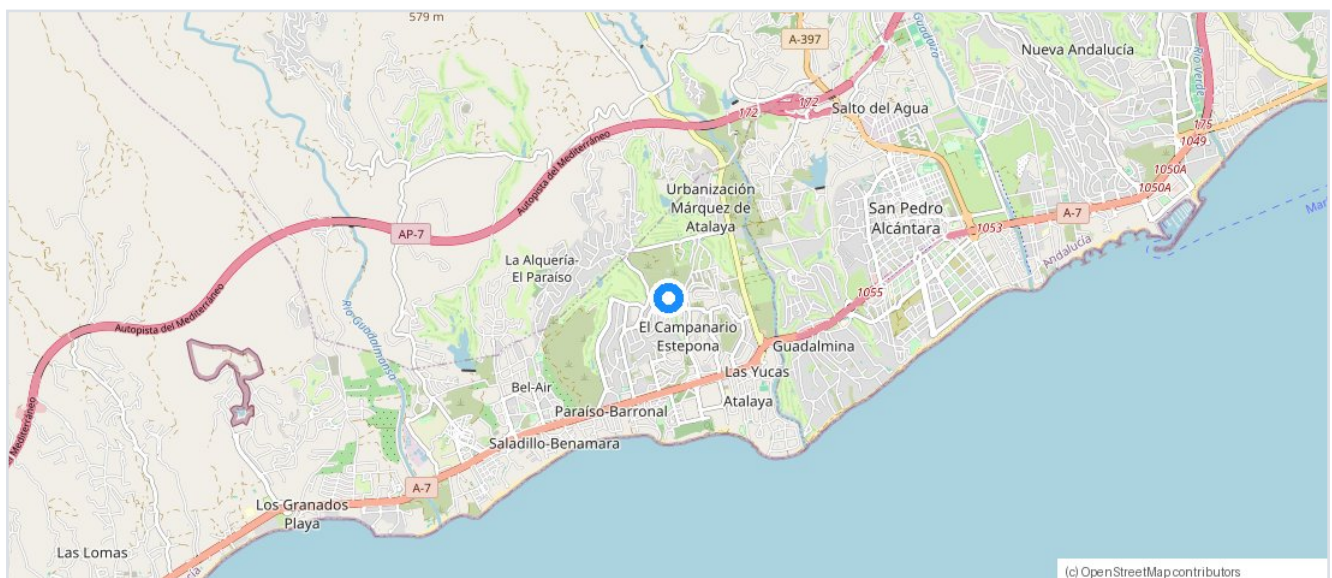 579 m
A-397
Nueva Andalucía
Guadaiza
Río Verde
172
172
Salto del Agua
175
1049
1050A
1050A
Autopista del Mediterráneo
Urbanización
Márquez de
Atalaya
San Pedro
Alcántara
A-7
1053
Andalucía
Mar
AP-7
La Alquería-
El Paraíso
Río Guadalmansa
1055
Autopista del Mediterráneo
El Campanario
Estepona
Guadalmina
Las Yucas
Bel-Air
Atalaya
Paraíso-Barronal
Saladillo-Benamara
Mediterráneo
A-7
Los Granados
Playa
Las Lomas
(c) OpenStreetMap contributors